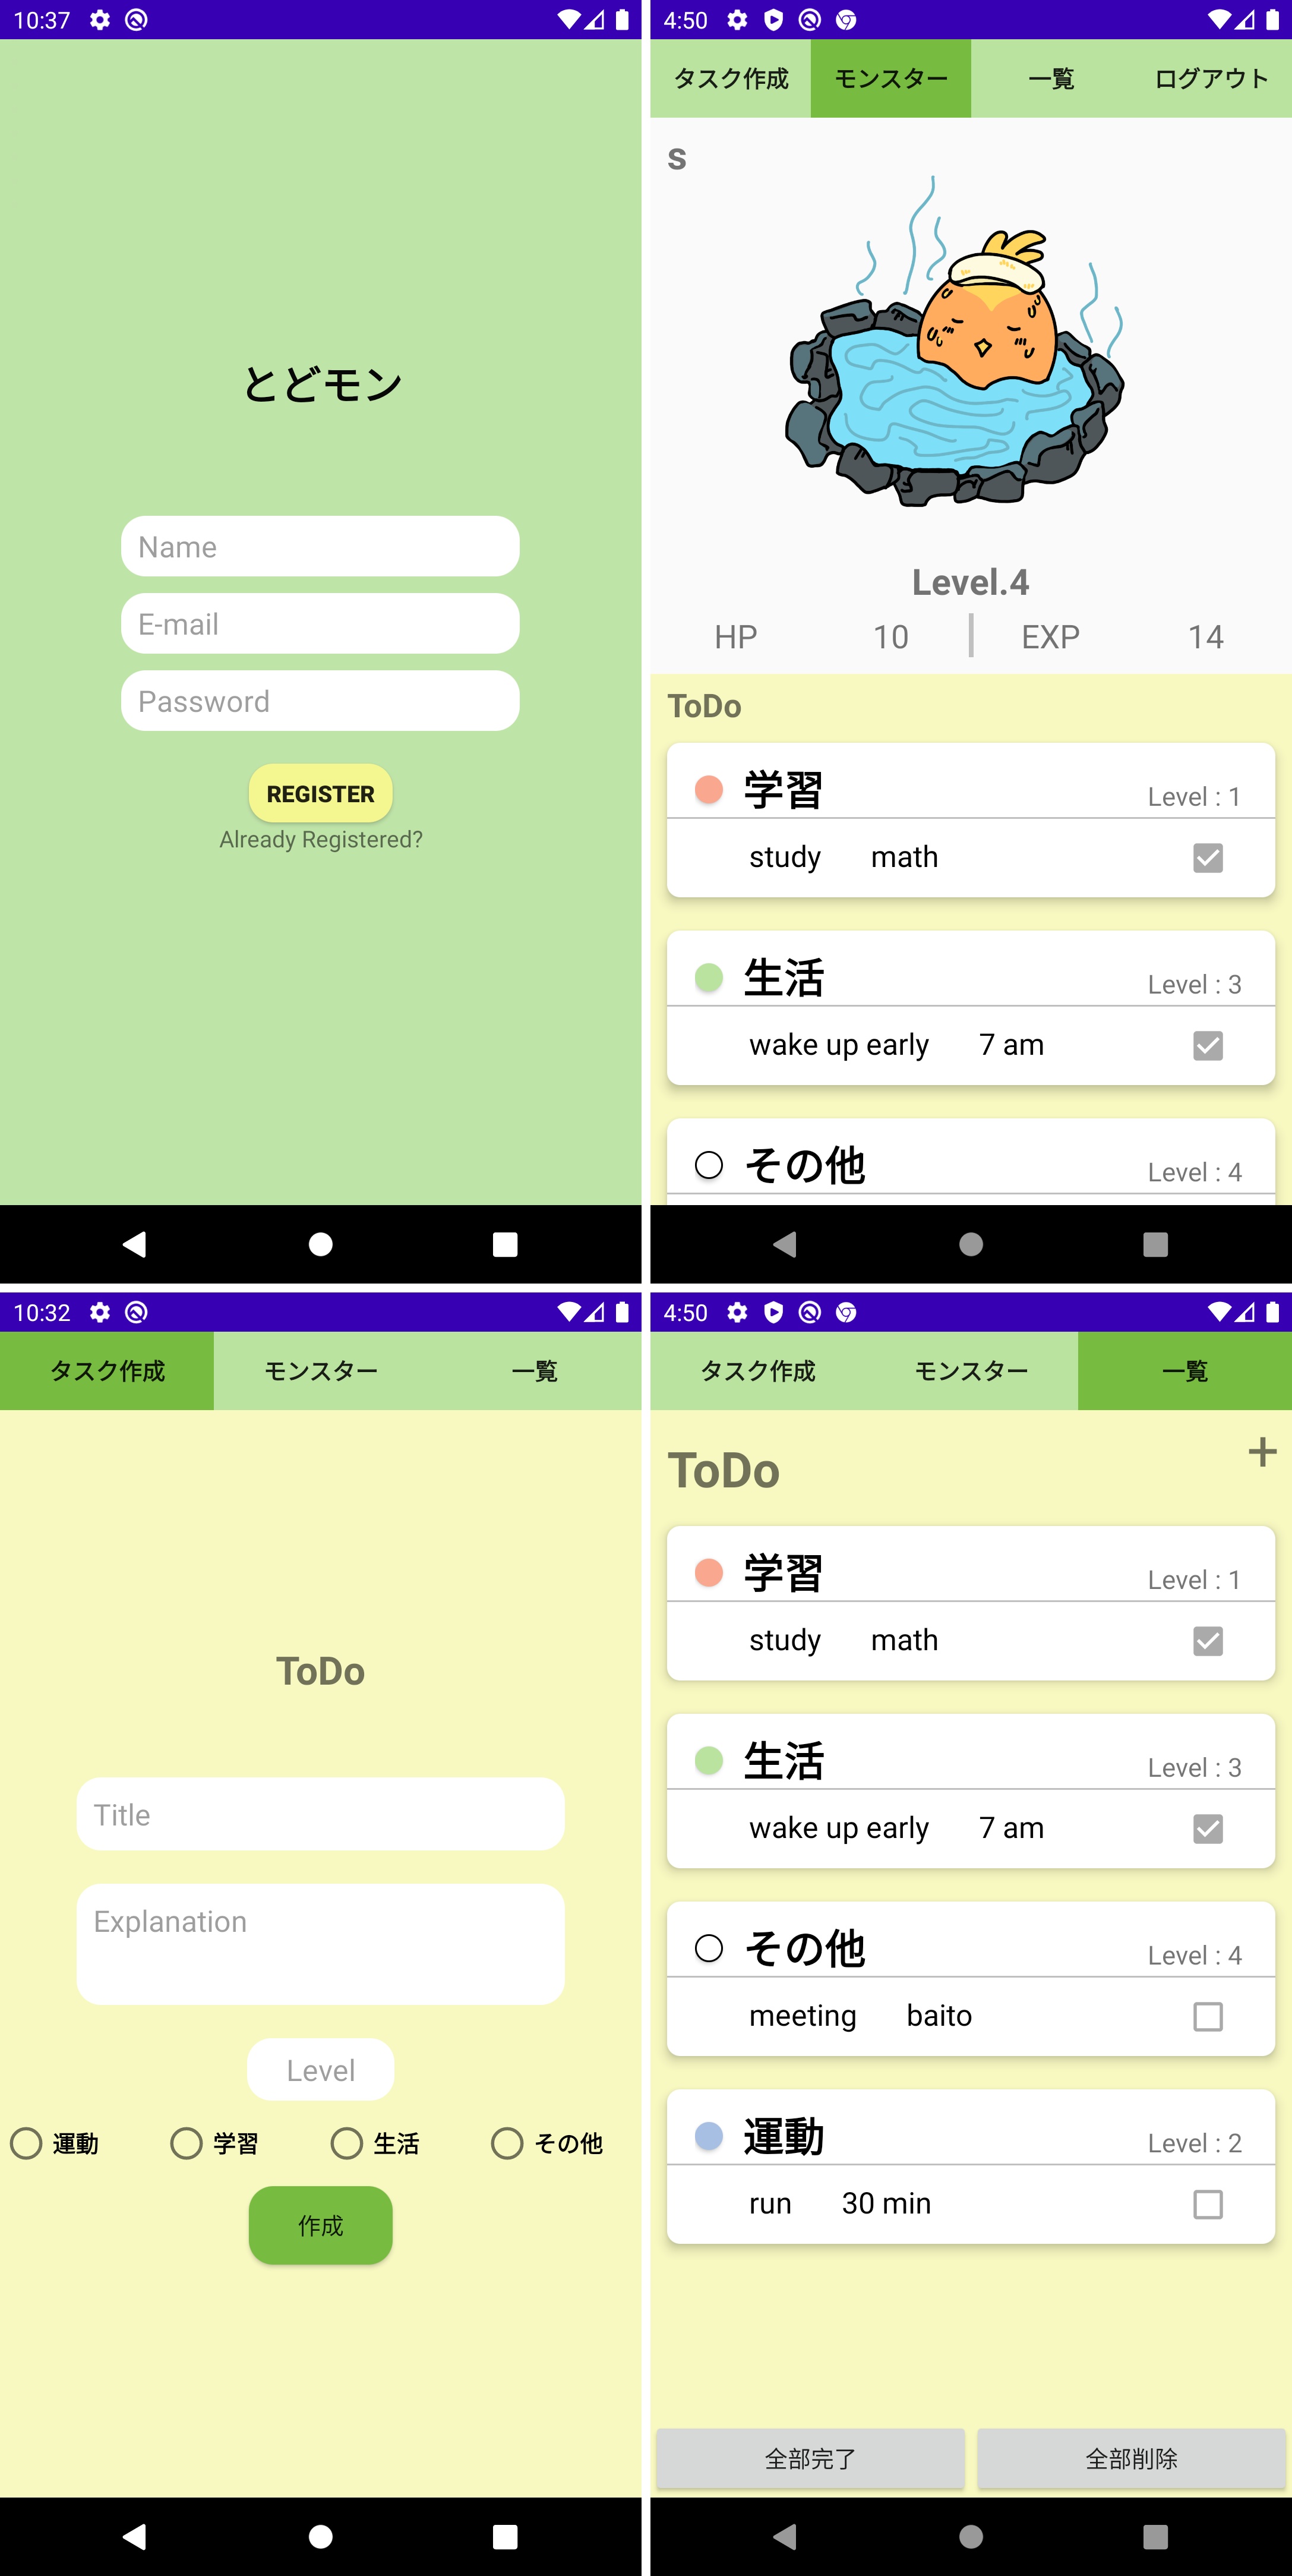 10:37
とどモン
Name
E-mail
Password
REGISTER
Already Registered?
4:50
タスク作成 モンスター 一覧 ログアウト
s
Level.4
HP 10 EXP 14
ToDo
学習 Level : 1
study math
生活 Level : 3
wake up early 7 am
その他 Level : 4
10:32
タスク作成 モンスター 一覧
ToDo
Title
Explanation
Level
運動 学習 生活 その他
作成
4:50
タスク作成 モンスター 一覧
ToDo +
学習 Level : 1
study math
生活 Level : 3
wake up early 7 am
その他 Level : 4
meeting baito
運動 Level : 2
run 30 min
全部完了 全部削除